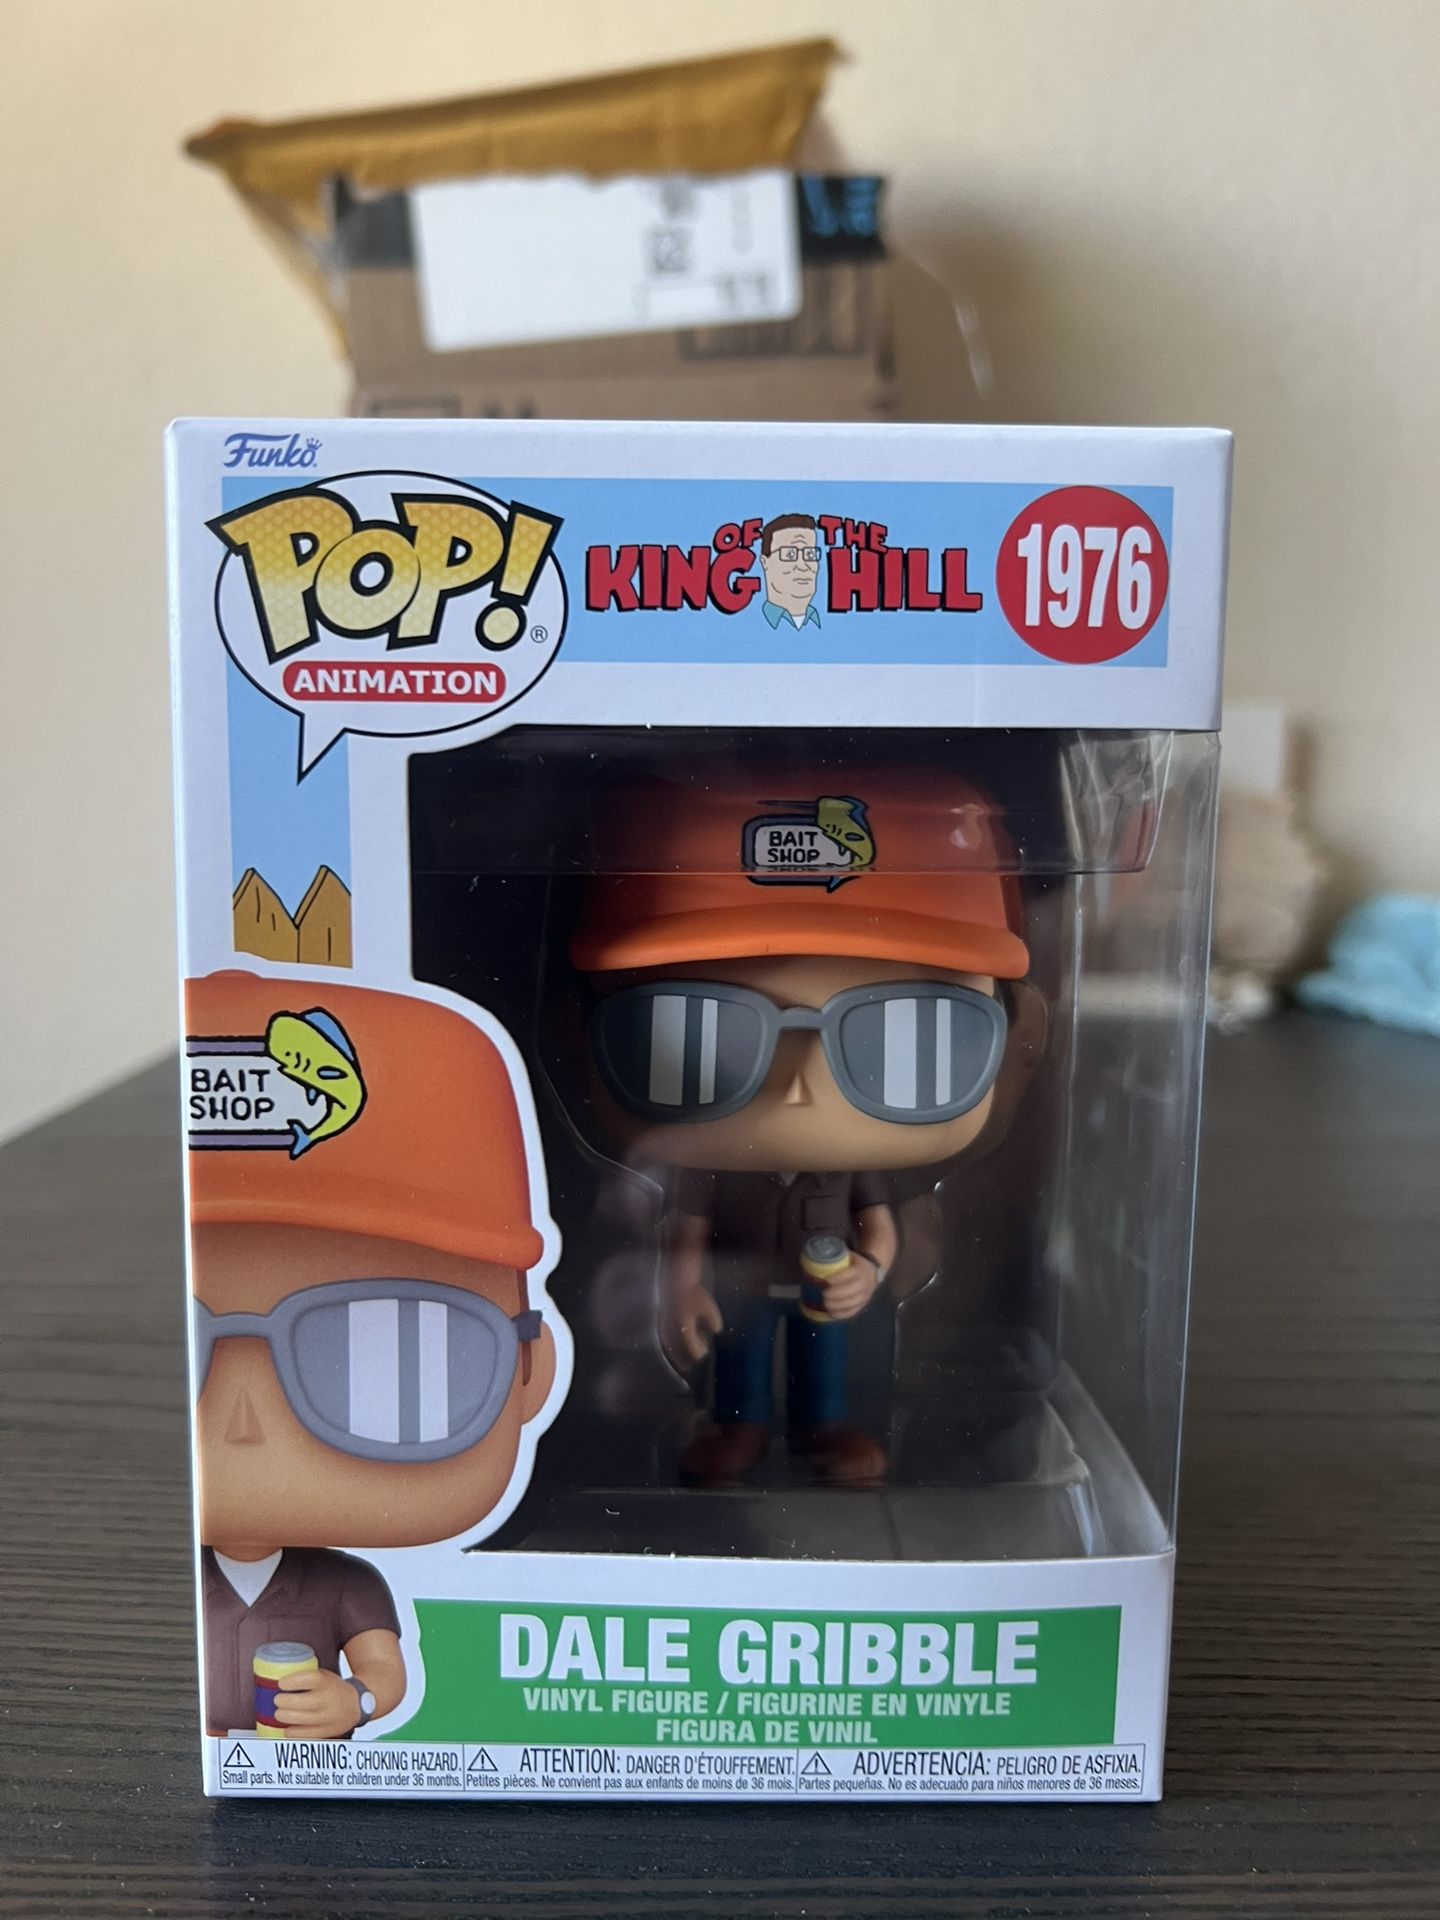 Funko
POP! ®
ANIMATION
KING OF THE HILL
1976
BAIT
SHOP
BAIT
SHOP
DALE GRIBBLE
VINYL FIGURE / FIGURINE EN VINYLE
FIGURA DE VINIL
WARNING: CHOKING HAZARD.
Small parts. Not suitable for children under 36 months.
ATTENTION: DANGER D'ÉTOUFFEMENT.
Petites pièces. Ne convient pas aux enfants de moins de 36 mois.
ADVERTENCIA: PELIGRO DE ASFIXIA.
Partes pequeñas. No es adecuado para niños menores de 36 meses.